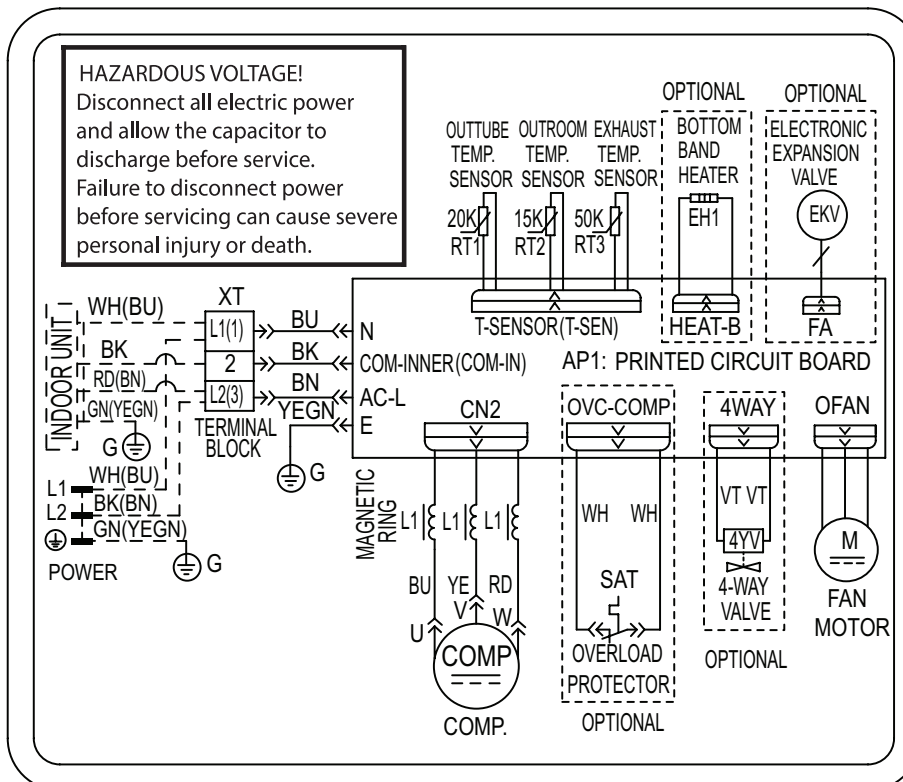 HAZARDOUS VOLTAGE!
Disconnect all electric power
and allow the capacitor to
discharge before service.
Failure to disconnect power
before servicing can cause severe
personal injury or death.
OPTIONAL
OPTIONAL
OUTTUBE
TEMP.
SENSOR
OUTROOM
TEMP.
SENSOR
EXHAUST
TEMP.
SENSOR
BOTTOM
BAND
HEATER
ELECTRONIC
EXPANSION
VALVE
20K
RT1
15K
RT2
50K
RT3
EH1
EKV
T-SENSOR(T-SEN)
HEAT-B
FA
INDOOR UNIT
WH(BU)
BK
RD(BN)
GN(YEGN)
G
XT
L1(1)
2
L2(3)
TERMINAL
BLOCK
BU
BK
BN
YEGN
G
N
COM-INNER(COM-IN)
AC-L
E
AP1: PRINTED CIRCUIT BOARD
CN2
OVC-COMP
4WAY
OFAN
L1
L2
WH(BU)
BK(BN)
GN(YEGN)
G
POWER
MAGNETIC
RING
L1
L1
L1
BU
YE
RD
U
V
W
COMP
COMP.
WH
WH
SAT
OVERLOAD
PROTECTOR
OPTIONAL
VT VT
4YV
4-WAY
VALVE
OPTIONAL
M
FAN
MOTOR